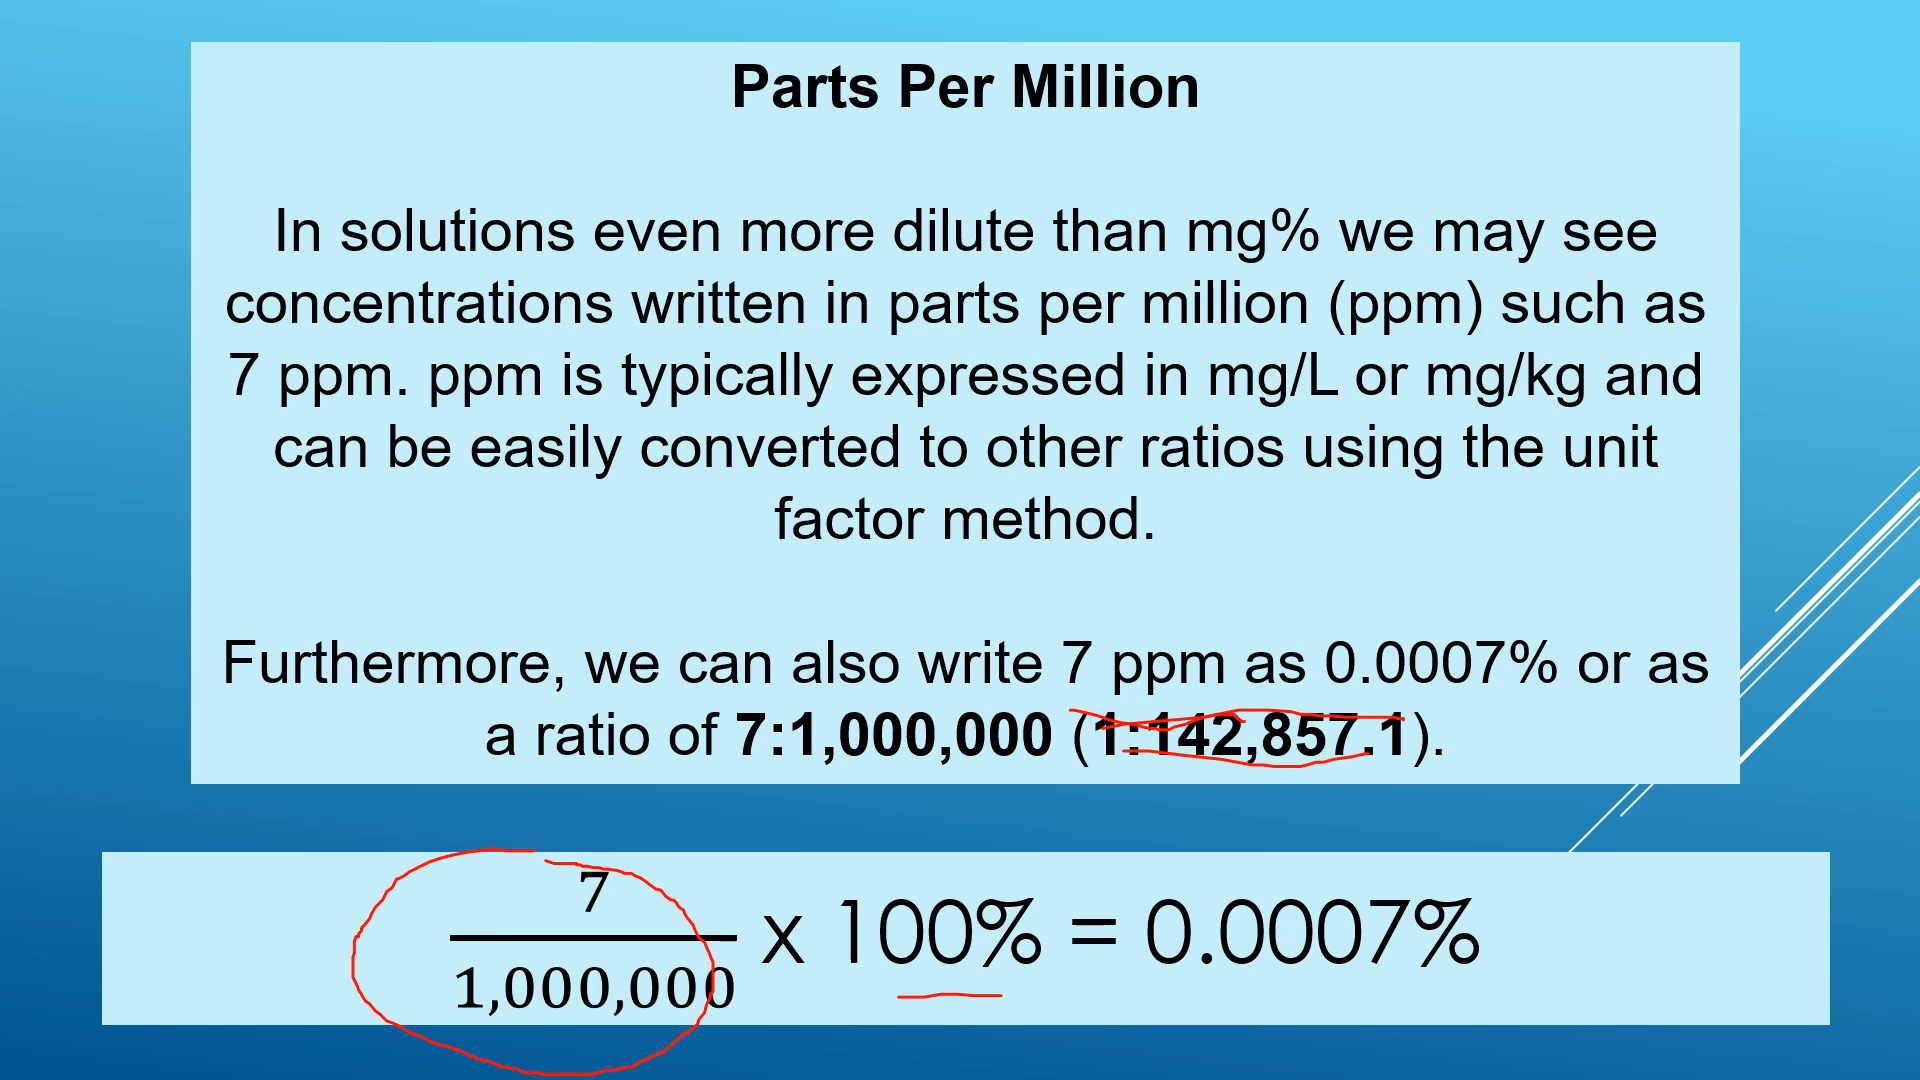 Parts Per Million
In solutions even more dilute than mg% we may see
concentrations written in parts per million (ppm) such as
7 ppm. ppm is typically expressed in mg/L or mg/kg and
can be easily converted to other ratios using the unit
factor method.
Furthermore, we can also write 7 ppm as 0.0007% or as
a ratio of 7:1,000,000 (1:142,857.1).
7
1,000,000 x 100% = 0.0007%